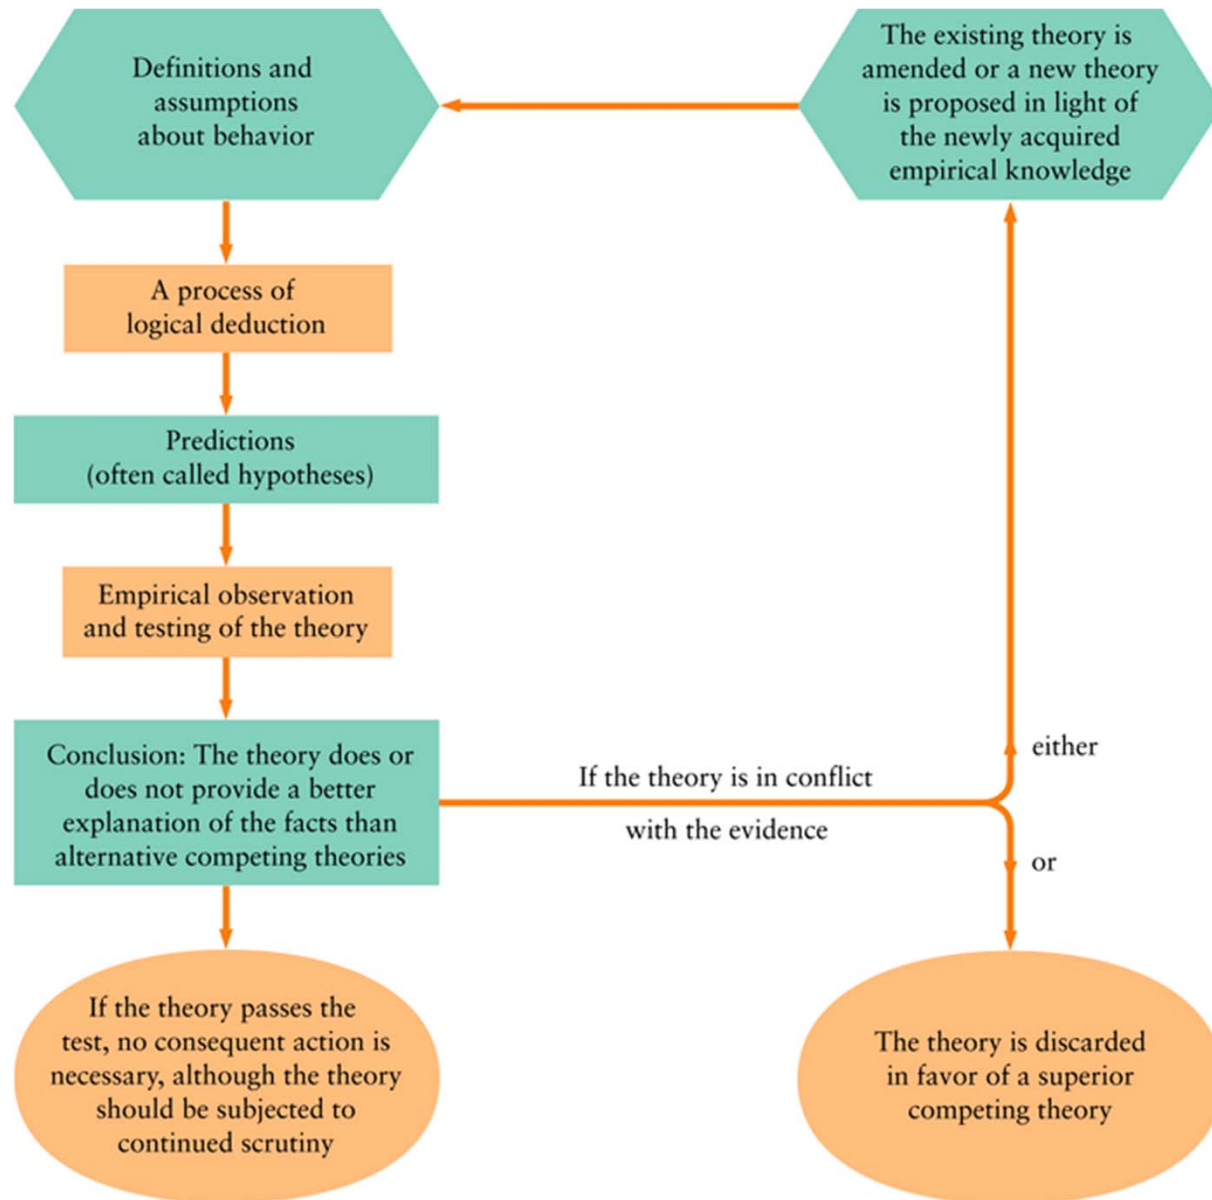 Definitions and
assumptions
about behavior
The existing theory is
amended or a new theory
is proposed in light of
the newly acquired
empirical knowledge
A process of
logical deduction
Predictions
(often called hypotheses)
Empirical observation
and testing of the theory
Conclusion: The theory does or
does not provide a better
explanation of the facts than
alternative competing theories
If the theory is in conflict
with the evidence
either
or
If the theory passes the
test, no consequent action is
necessary, although the theory
should be subjected to
continued scrutiny
The theory is discarded
in favor of a superior
competing theory